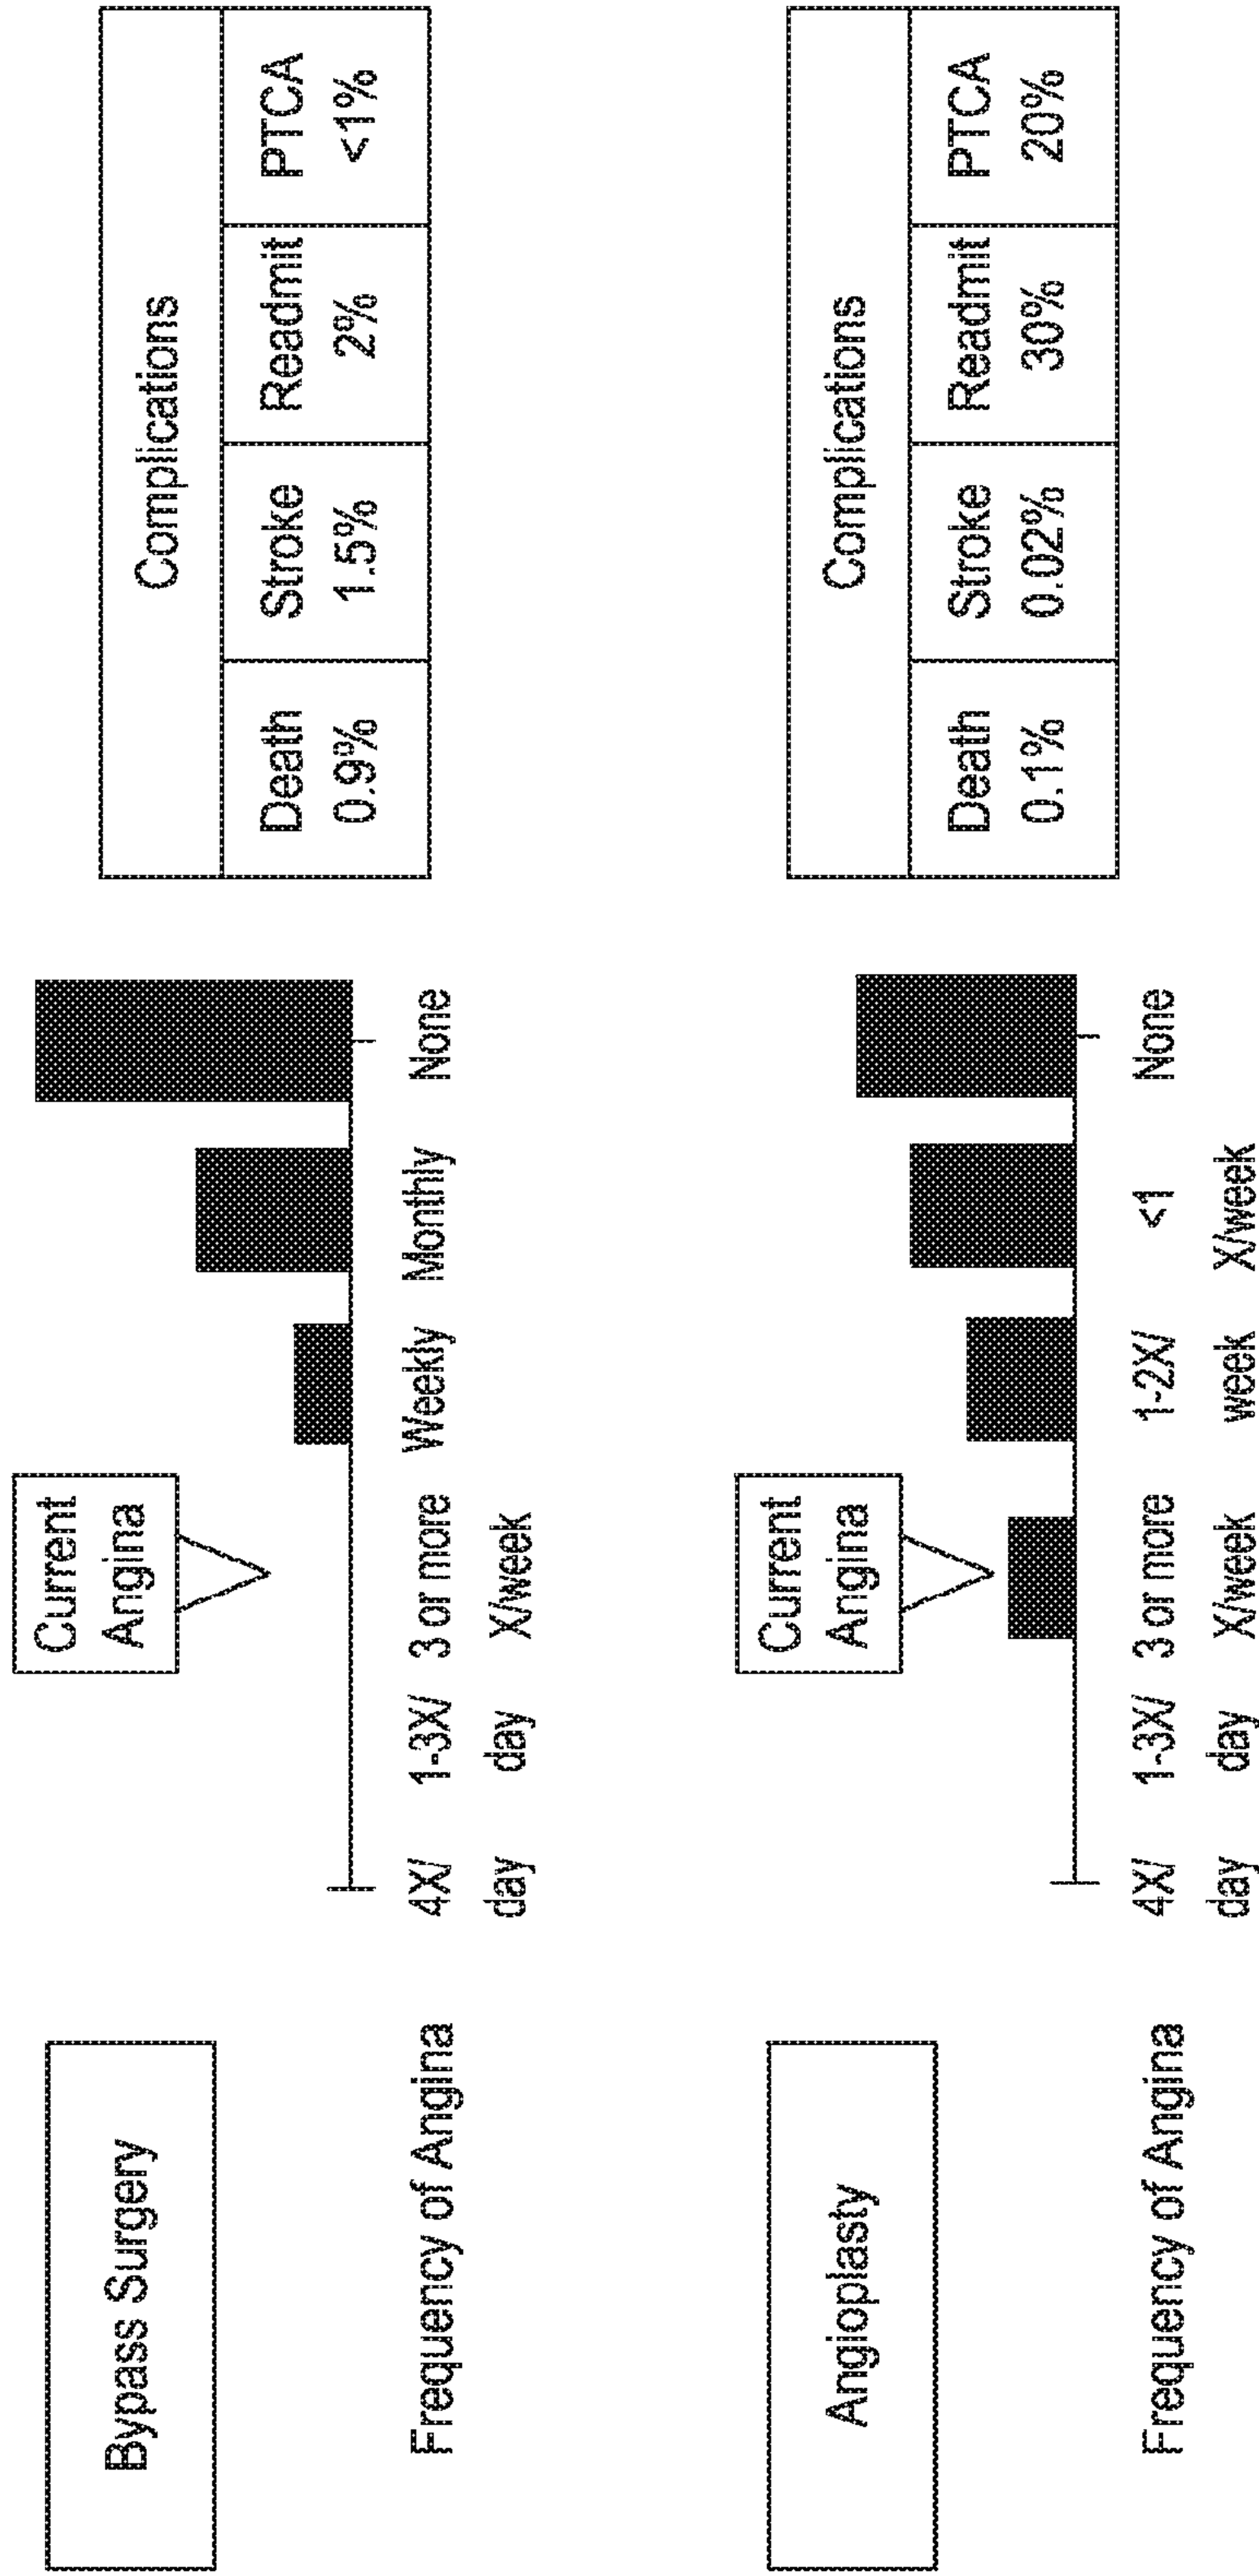 Bypass Surgery
Current
Angina
Frequency of Angina
4X/ 1-3X/ 3 or more Weekly Monthly None
day day X/week
Complications
Death Stroke Readmit PTCA
0.9% 1.5% 2% <1%
Angioplasty
Current
Angina
Frequency of Angina
4X/ 1-3X/ 3 or more 1-2X/ <1 None
day day X/week week X/week
Complications
Death Stroke Readmit PTCA
0.1% 0.02% 30% 20%